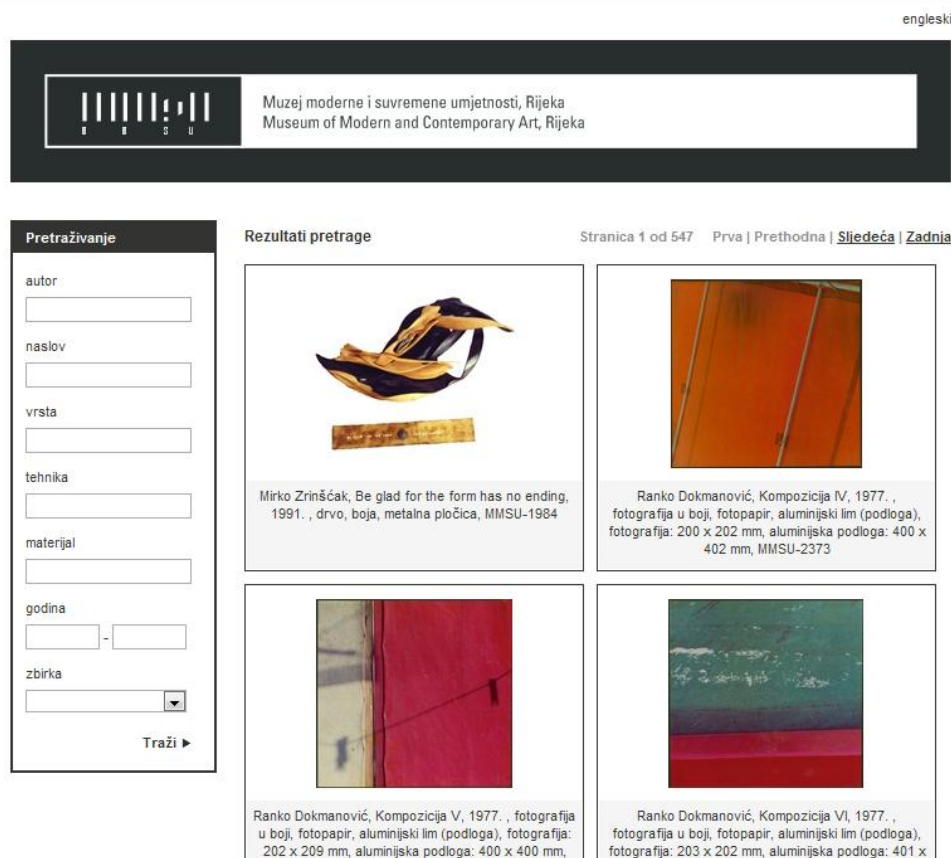 engleski
M M S U
Muzej moderne i suvremene umjetnosti, Rijeka
Museum of Modern and Contemporary Art, Rijeka
Pretraživanje
autor
naslov
vrsta
tehnika
materijal
godina
-
zbirka
Traži
Rezultati pretrage
Stranica 1 od 547 Prva | Prethodna | Sljedeća | Zadnja
Mirko Zrinšćak, Be glad for the form has no ending,
1991. , drvo, boja, metalna pločica, MMSU-1984
Ranko Dokmanović, Kompozicija IV, 1977. ,
fotografija u boji, fotopapir, aluminijski lim (podloga),
fotografija: 200 x 202 mm, aluminijska podloga: 400 x
402 mm, MMSU-2373
Ranko Dokmanović, Kompozicija V, 1977. , fotografija
u boji, fotopapir, aluminijski lim (podloga), fotografija:
202 x 209 mm, aluminijska podloga: 400 x 400 mm,
Ranko Dokmanović, Kompozicija VI, 1977. ,
fotografija u boji, fotopapir, aluminijski lim (podloga),
fotografija: 203 x 202 mm, aluminijska podloga: 401 x